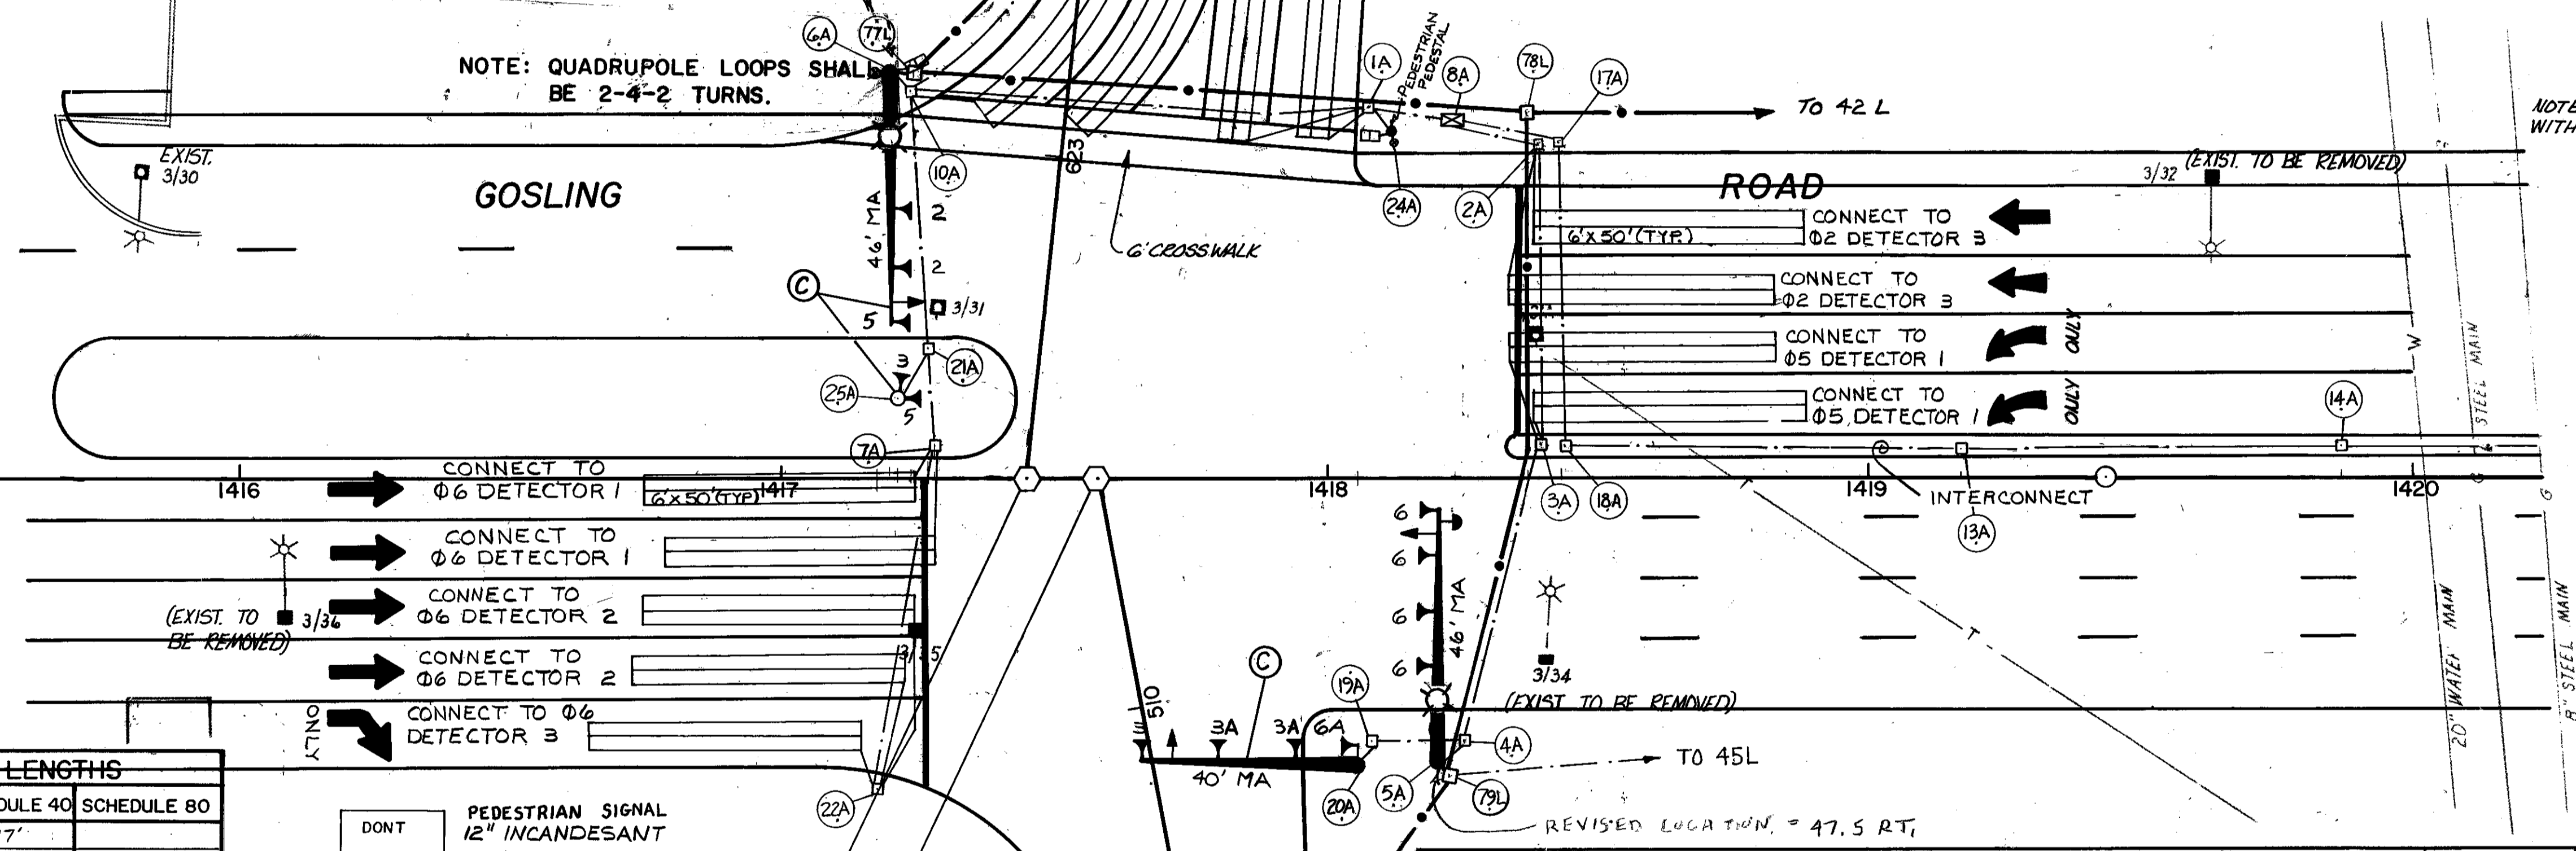 NOTE: QUADRUPOLE LOOPS SHALL
BE 2-4-2 TURNS.
6A
77L
1A
PEDESTRIAN
PEDESTAL
8A
78L
17A
TO 42 L
NOTE
WITH
EXIST.
3/30
GOSLING
ROAD
10A
623
24A
2A
3/32
(EXIST. TO BE REMOVED)
46' MA
2
2
5
C
3/31
6' CROSSWALK
6'X50'(TYP.)
CONNECT TO
Φ2 DETECTOR 3
CONNECT TO
Φ2 DETECTOR 3
CONNECT TO
Φ5 DETECTOR 1
ONLY
CONNECT TO
Φ5 DETECTOR 1
ONLY
W
STEEL MAIN
3
5
21A
25A
7A
14A
1416
1417
1418
1419
1420
CONNECT TO
Φ6 DETECTOR 1
6'X50'(TYP)
CONNECT TO
Φ6 DETECTOR 1
CONNECT TO
Φ6 DETECTOR 2
CONNECT TO
Φ6 DETECTOR 2
CONNECT TO Φ6
DETECTOR 3
ONLY
(EXIST. TO
BE REMOVED)
3/36
3/35
3A
18A
INTERCONNECT
13A
G
G
T
T
6
6
6
6
46' MA
3/34
(EXIST TO BE REMOVED)
20" WATER MAIN
8" STEEL MAIN
510
C
19A
3A
3A
6A
40' MA
20A
5A
4A
79L
TO 45L
22A
REVISED LOCATION = 47.5 RT.
LENGTHS
DULE 40 SCHEDULE 80
7'
DONT
PEDESTRIAN SIGNAL
12" INCANDESANT